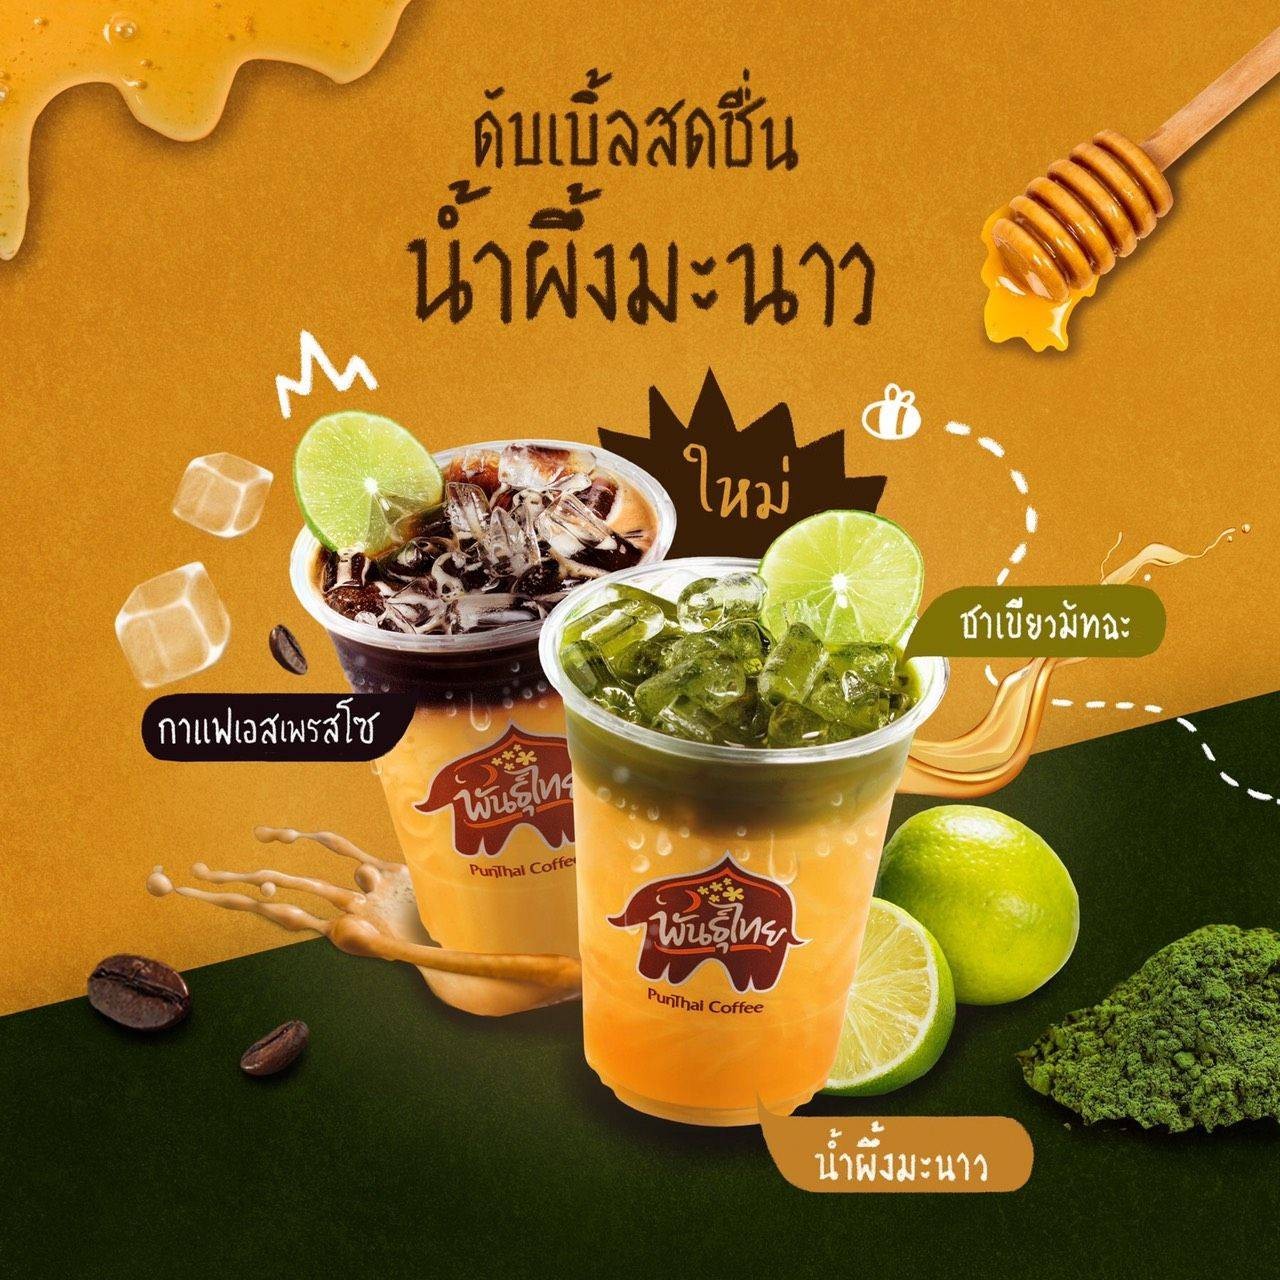 ดับเบิ้ลสดชื่น
น้ำผึ้งมะนาว
ใหม่
ชาเขียวมัทฉะ
กาแฟเอสเพรสโซ
พันธุ์ไทย
PunThai Coffee
พันธุ์ไทย
PunThai Coffee
น้ำผึ้งมะนาว